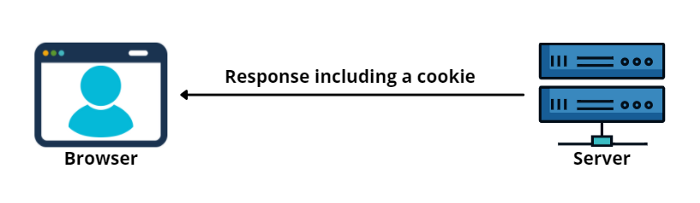 Response including a cookie
Browser
Server